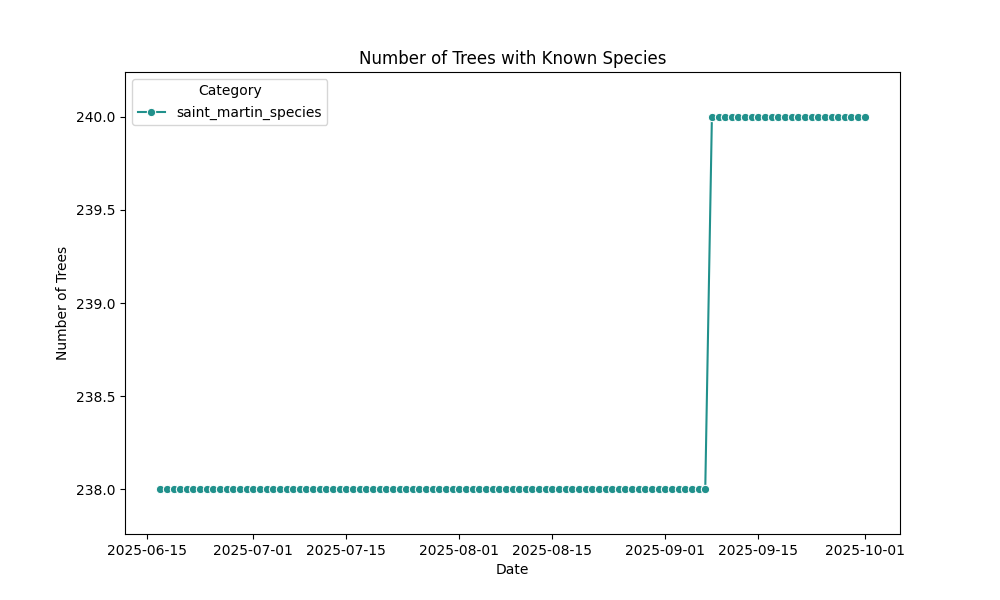 Number of Trees with Known Species
Category
saint_martin_species
Number of Trees
240.0
239.5
239.0
238.5
238.0
2025-06-15
2025-07-01
2025-07-15
2025-08-01
2025-08-15
2025-09-01
2025-09-15
2025-10-01
Date